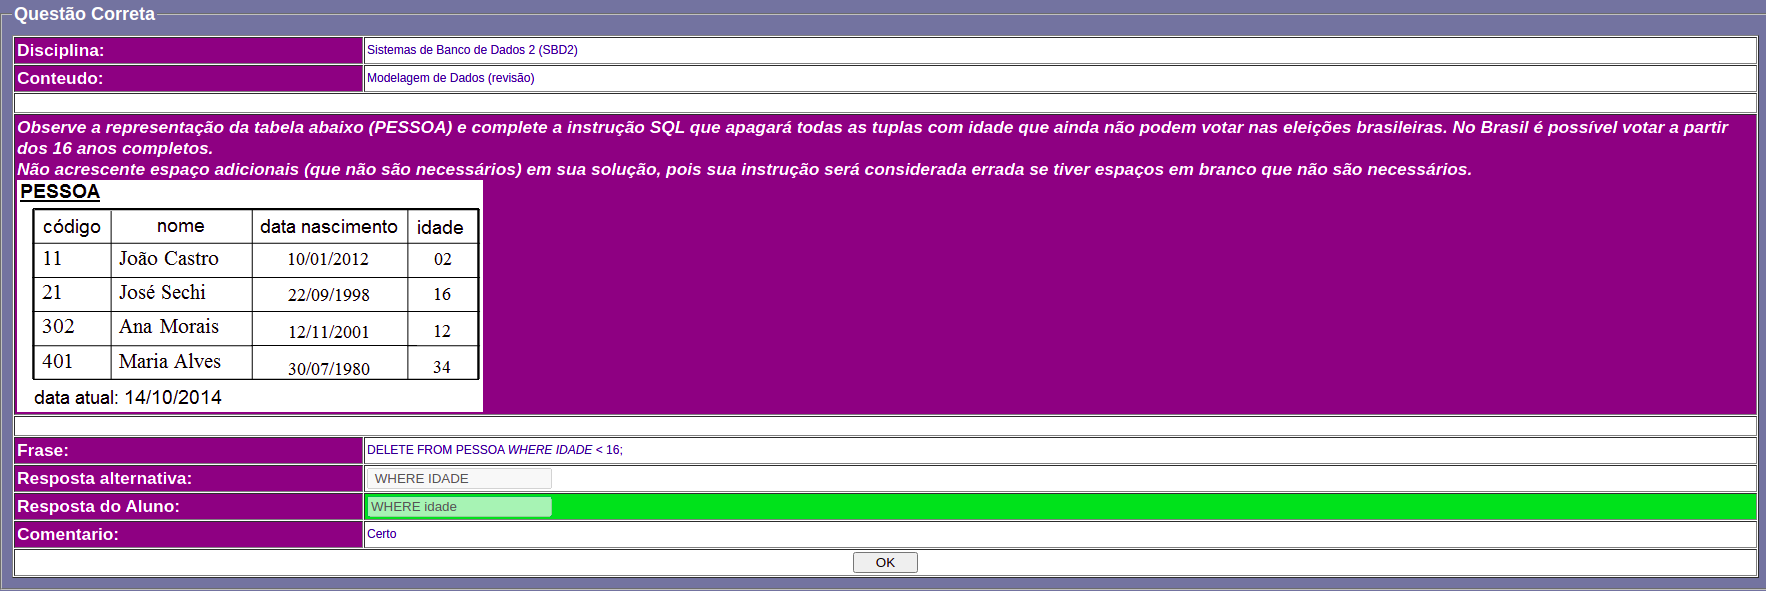 Questão Correta
Disciplina: Sistemas de Banco de Dados 2 (SBD2)
Conteudo: Modelagem de Dados (revisão)
Observe a representação da tabela abaixo (PESSOA) e complete a instrução SQL que apagará todas as tuplas com idade que ainda não podem votar nas eleições brasileiras. No Brasil é possível votar a partir
dos 16 anos completos.
Não acrescente espaço adicionais (que não são necessários) em sua solução, pois sua instrução será considerada errada se tiver espaços em branco que não são necessários.
PESSOA
código nome data nascimento idade
11 João Castro 10/01/2012 02
21 José Sechi 22/09/1998 16
302 Ana Morais 12/11/2001 12
401 Maria Alves 30/07/1980 34
data atual: 14/10/2014
Frase: DELETE FROM PESSOA WHERE IDADE < 16;
Resposta alternativa: WHERE IDADE
Resposta do Aluno: WHERE idade
Comentario: Certo
OK